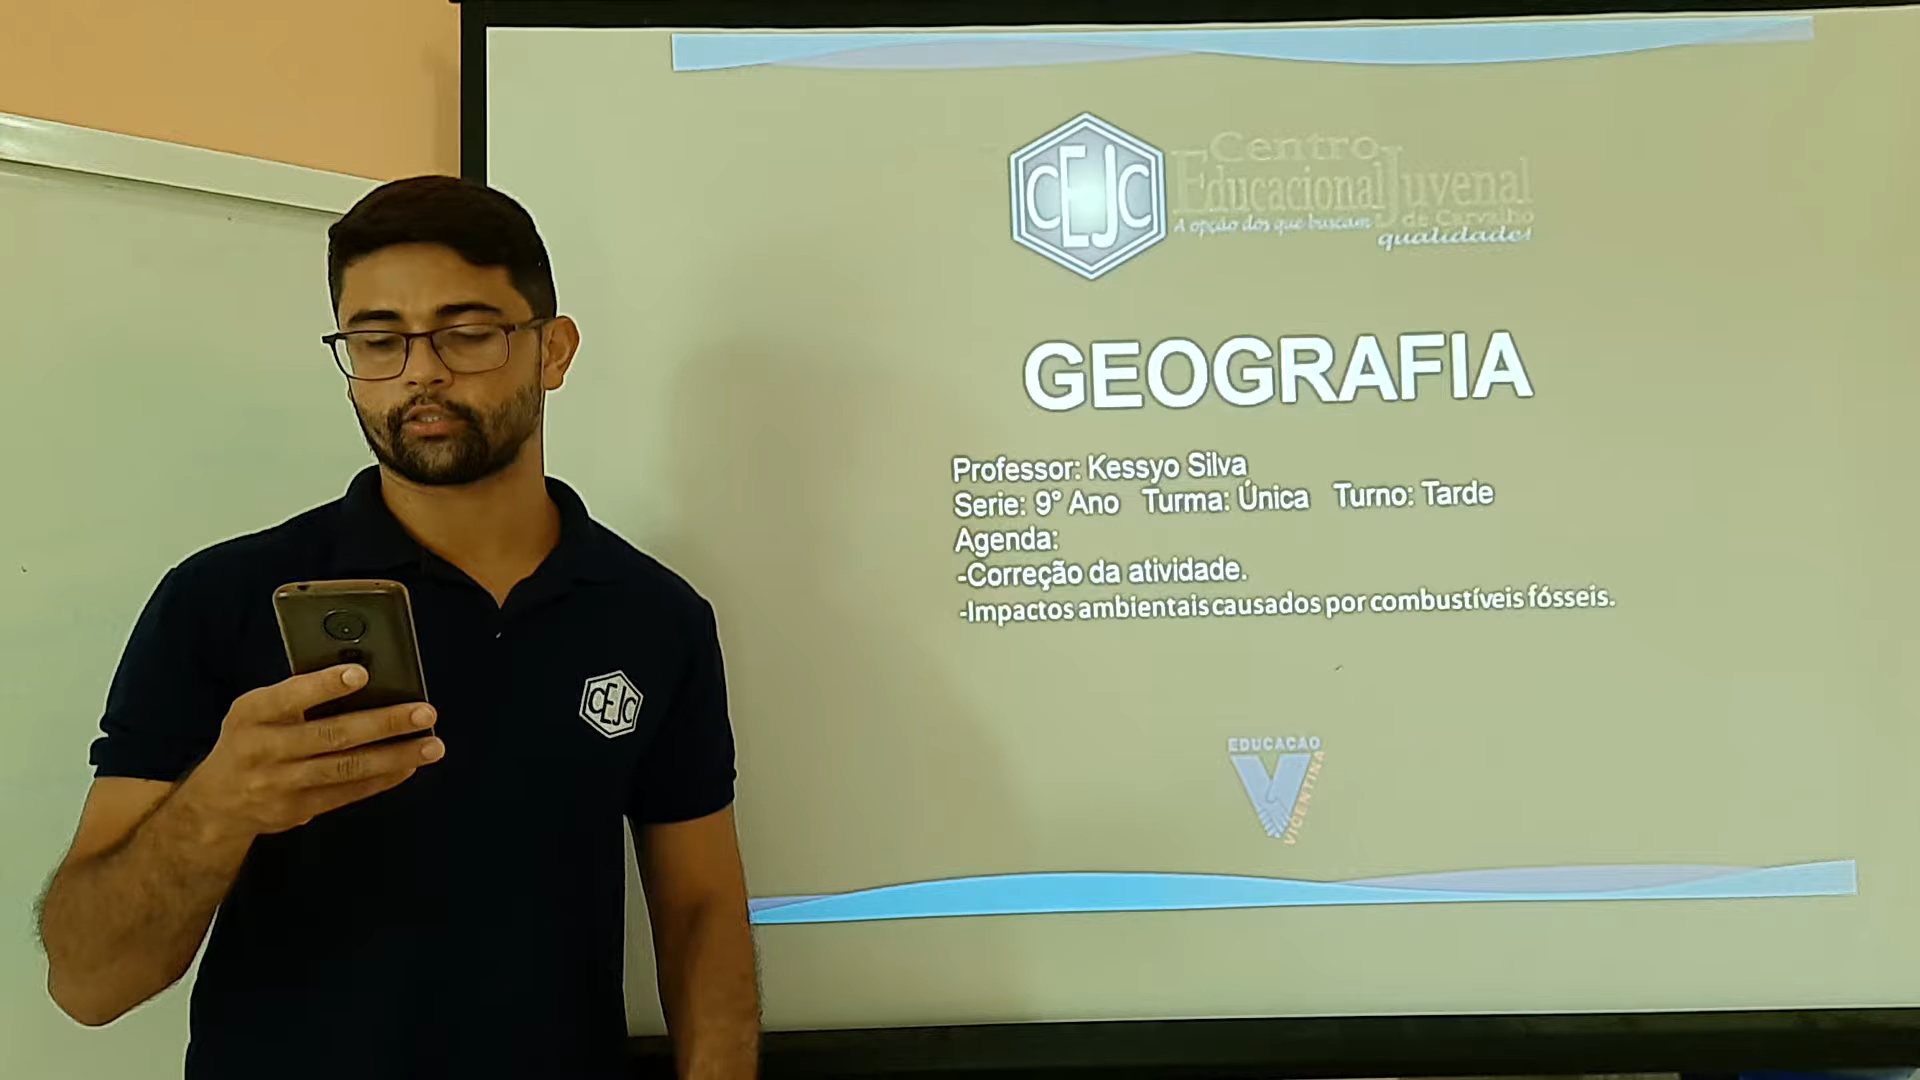 CEJC
Centro
Educacional Juvenal
de Carvalho
A opção dos que buscam
qualidade!
GEOGRAFIA
Professor: Kessyo Silva
Serie: 9° Ano Turma: Única Turno: Tarde
Agenda:
-Correção da atividade.
-Impactos ambientais causados por combustíveis fósseis.
CEJC
EDUCAÇÃO
VICENTINA